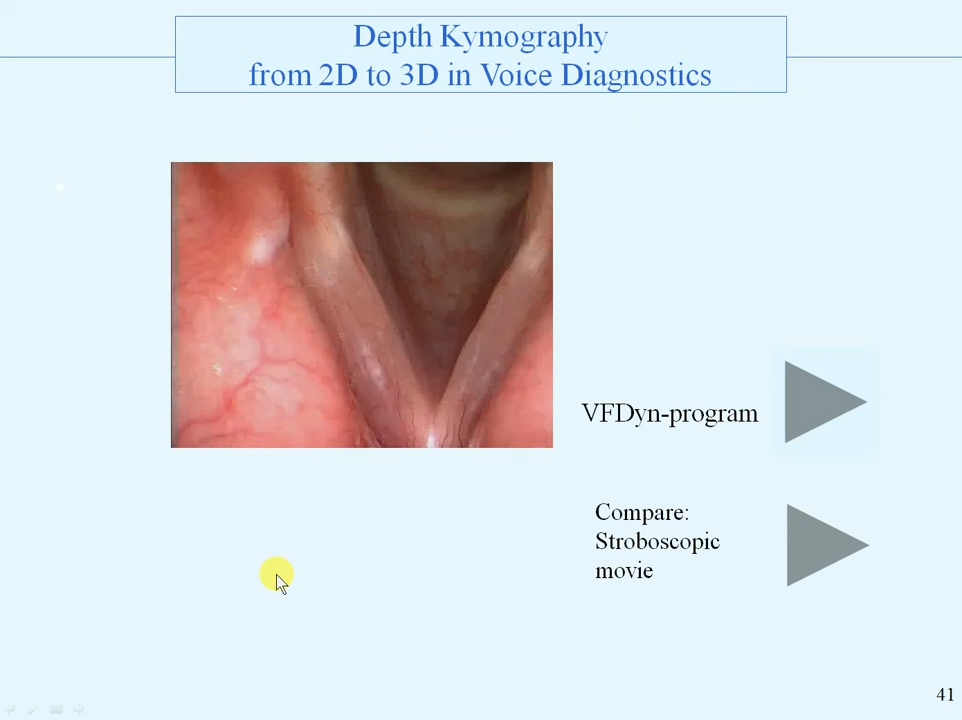 Depth Kymography
from 2D to 3D in Voice Diagnostics
VFDyn-program
Compare:
Stroboscopic
movie
41